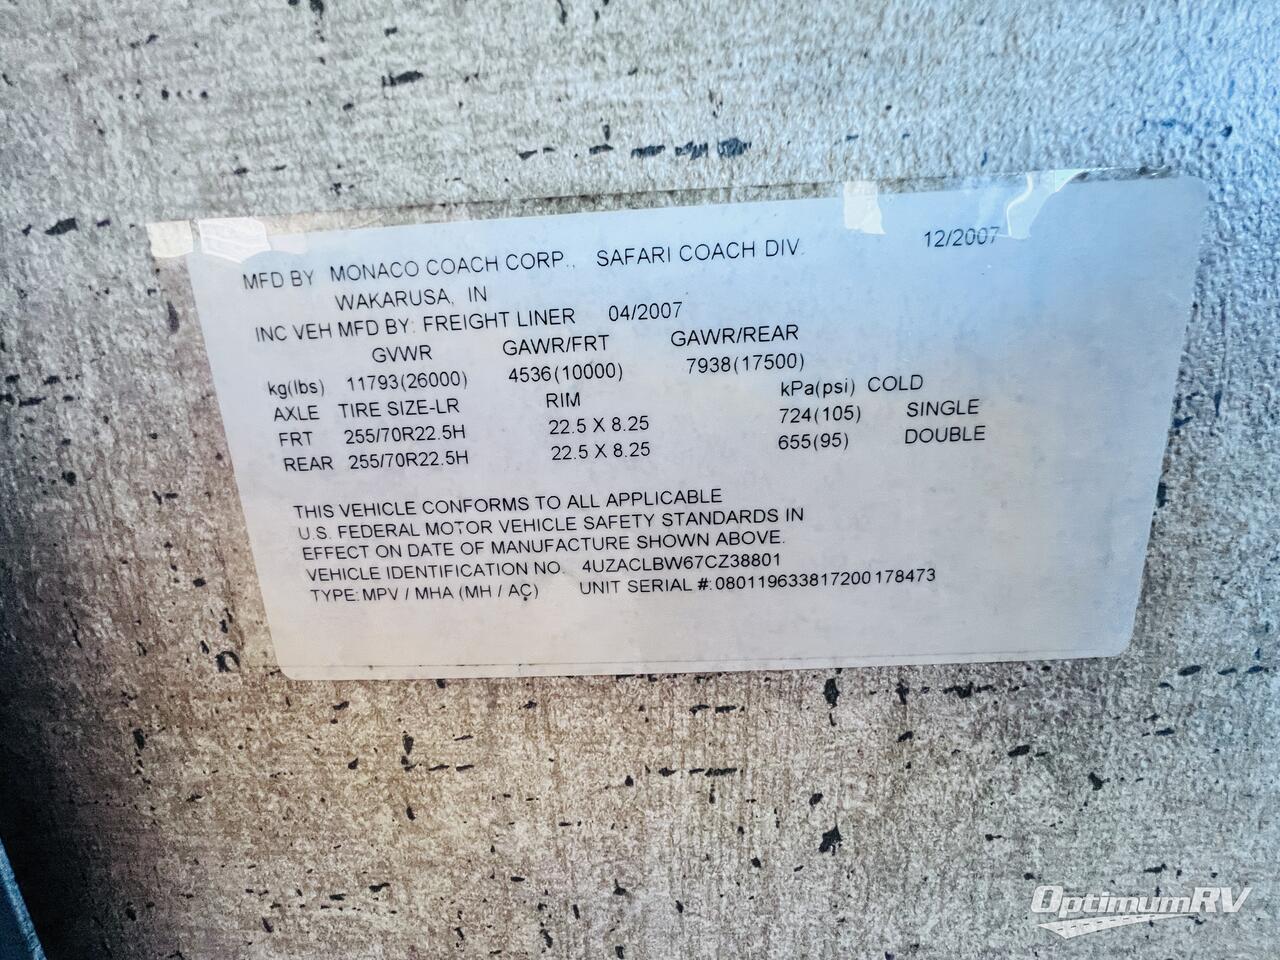 MFD BY MONACO COACH CORP., SAFARI COACH DIV. 12/2007
WAKARUSA, IN
INC VEH MFD BY: FREIGHT LINER 04/2007
GVWR GAWR/FRT GAWR/REAR
kg(lbs) 11793(26000) 4536(10000) 7938(17500)
AXLE TIRE SIZE-LR RIM kPa(psi) COLD
FRT 255/70R22.5H 22.5 X 8.25 724(105) SINGLE
REAR 255/70R22.5H 22.5 X 8.25 655(95) DOUBLE
THIS VEHICLE CONFORMS TO ALL APPLICABLE
U.S. FEDERAL MOTOR VEHICLE SAFETY STANDARDS IN
EFFECT ON DATE OF MANUFACTURE SHOWN ABOVE.
VEHICLE IDENTIFICATION NO. 4UZACLBW67CZ38801
TYPE: MPV / MHA (MH / AC) UNIT SERIAL #: 080119633817200178473
OptimumRV